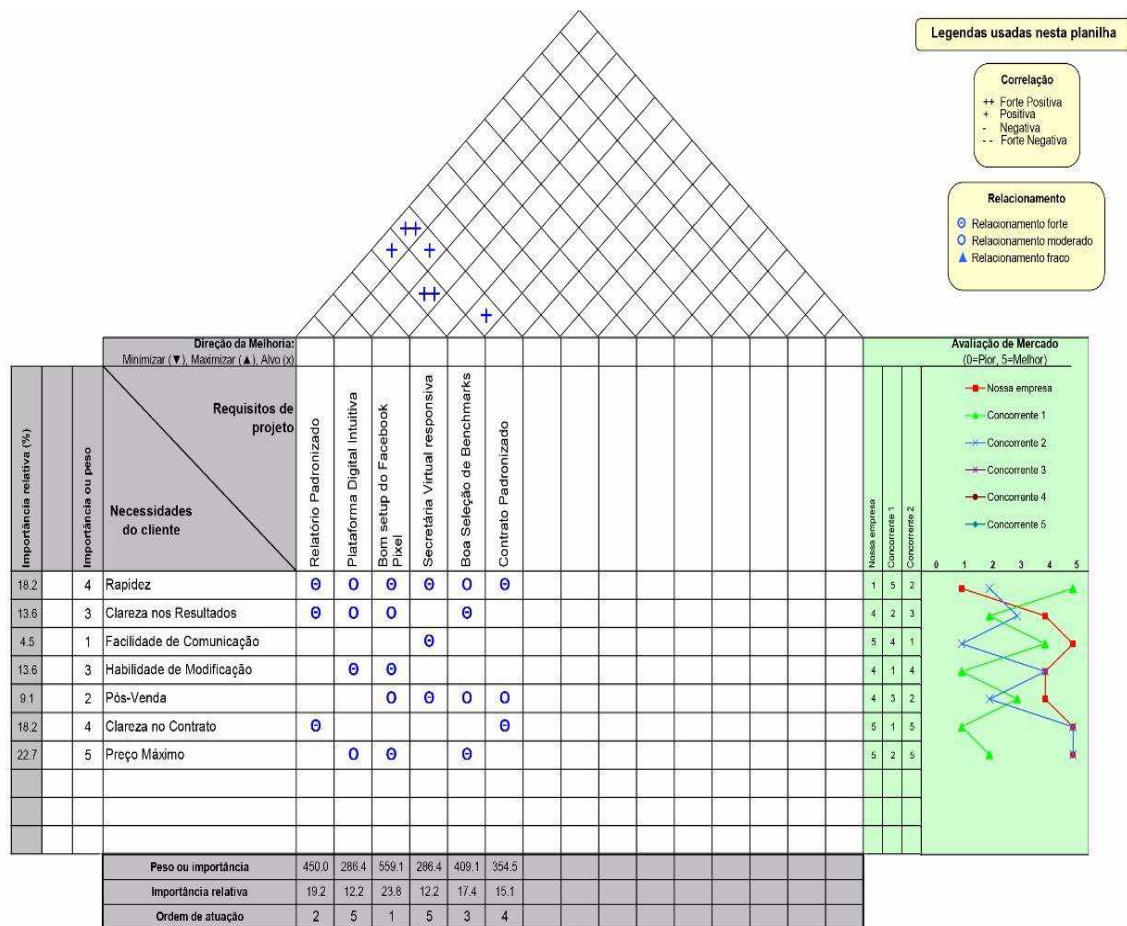 Legendas usadas nesta planilha
Correlação
++ Forte Positiva
+ Positiva
- Negativa
-- Forte Negativa
Relacionamento
Θ Relacionamento forte
O Relacionamento moderado
▲ Relacionamento fraco
++
+ +
++
+
Direção da Melhoria:
Minimizar (▼), Maximizar (▲), Alvo (x)
Avaliação de Mercado
(0=Pior, 5=Melhor)
Importância relativa (%)
Importância ou peso
Requisitos de
projeto
Necessidades
do cliente
Relatório Padronizado
Plataforma Digital Intuitiva
Bom setup do Facebook
Pixel
Secretária Virtual responsiva
Boa Seleção de Benchmarks
Contrato Padronizado
Nossa empresa
Concorrente 1
Concorrente 2
Nossa empresa
Concorrente 1
Concorrente 2
Concorrente 3
Concorrente 4
Concorrente 5
0 1 2 3 4 5
18.2 4 Rapidez Θ O Θ Θ O Θ 1 5 2
13.6 3 Clareza nos Resultados Θ O O Θ 4 2 3
4.5 1 Facilidade de Comunicação Θ 5 4 1
13.6 3 Habilidade de Modificação Θ Θ 4 1 4
9.1 2 Pós-Venda O Θ O O 4 3 2
18.2 4 Clareza no Contrato Θ Θ 5 1 5
22.7 5 Preço Máximo O Θ Θ 5 2 5
Peso ou importância 450.0 286.4 559.1 286.4 409.1 354.5
Importância relativa 19.2 12.2 23.8 12.2 17.4 15.1
Ordem de atuação 2 5 1 5 3 4